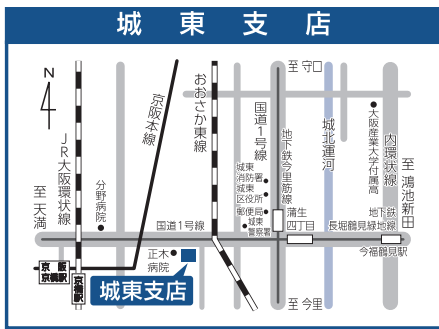 城東支店
N
至 守口
京阪本線
おおさか東線
国道1号線
地下鉄今里筋線
城北運河
大阪産業大学付属高
内環状線
至 鴻池新田
JR大阪環状線
至 天満
分野病院
城東
消防署
城東
区役所
郵便局
城東
警察署
蒲生
四丁目
地下鉄
長堀鶴見緑地線
国道1号線
今福鶴見駅
正木
病院
京阪
京橋駅
京橋駅
城東支店
至 今里